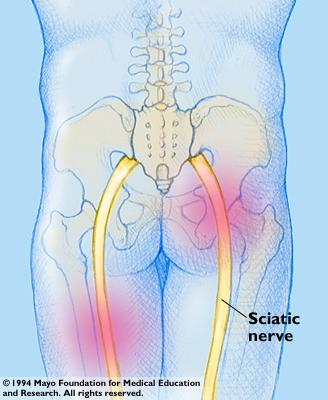 Sciatic
nerve
© 1994 Mayo Foundation for Medical Education
and Research. All rights reserved.